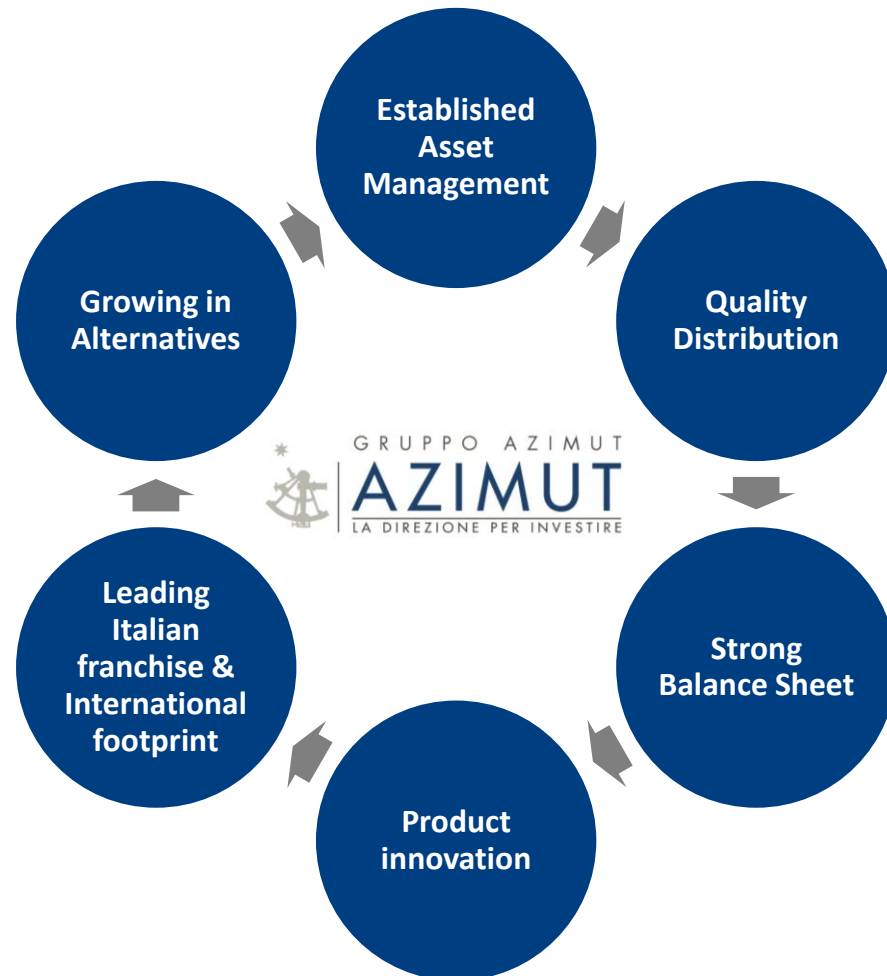 Established
Asset
Management
Quality
Distribution
Strong
Balance Sheet
Product
innovation
Leading
Italian
franchise &
International
footprint
Growing in
Alternatives
GRUPPO AZIMUT
AZIMUT
LA DIREZIONE PER INVESTIRE